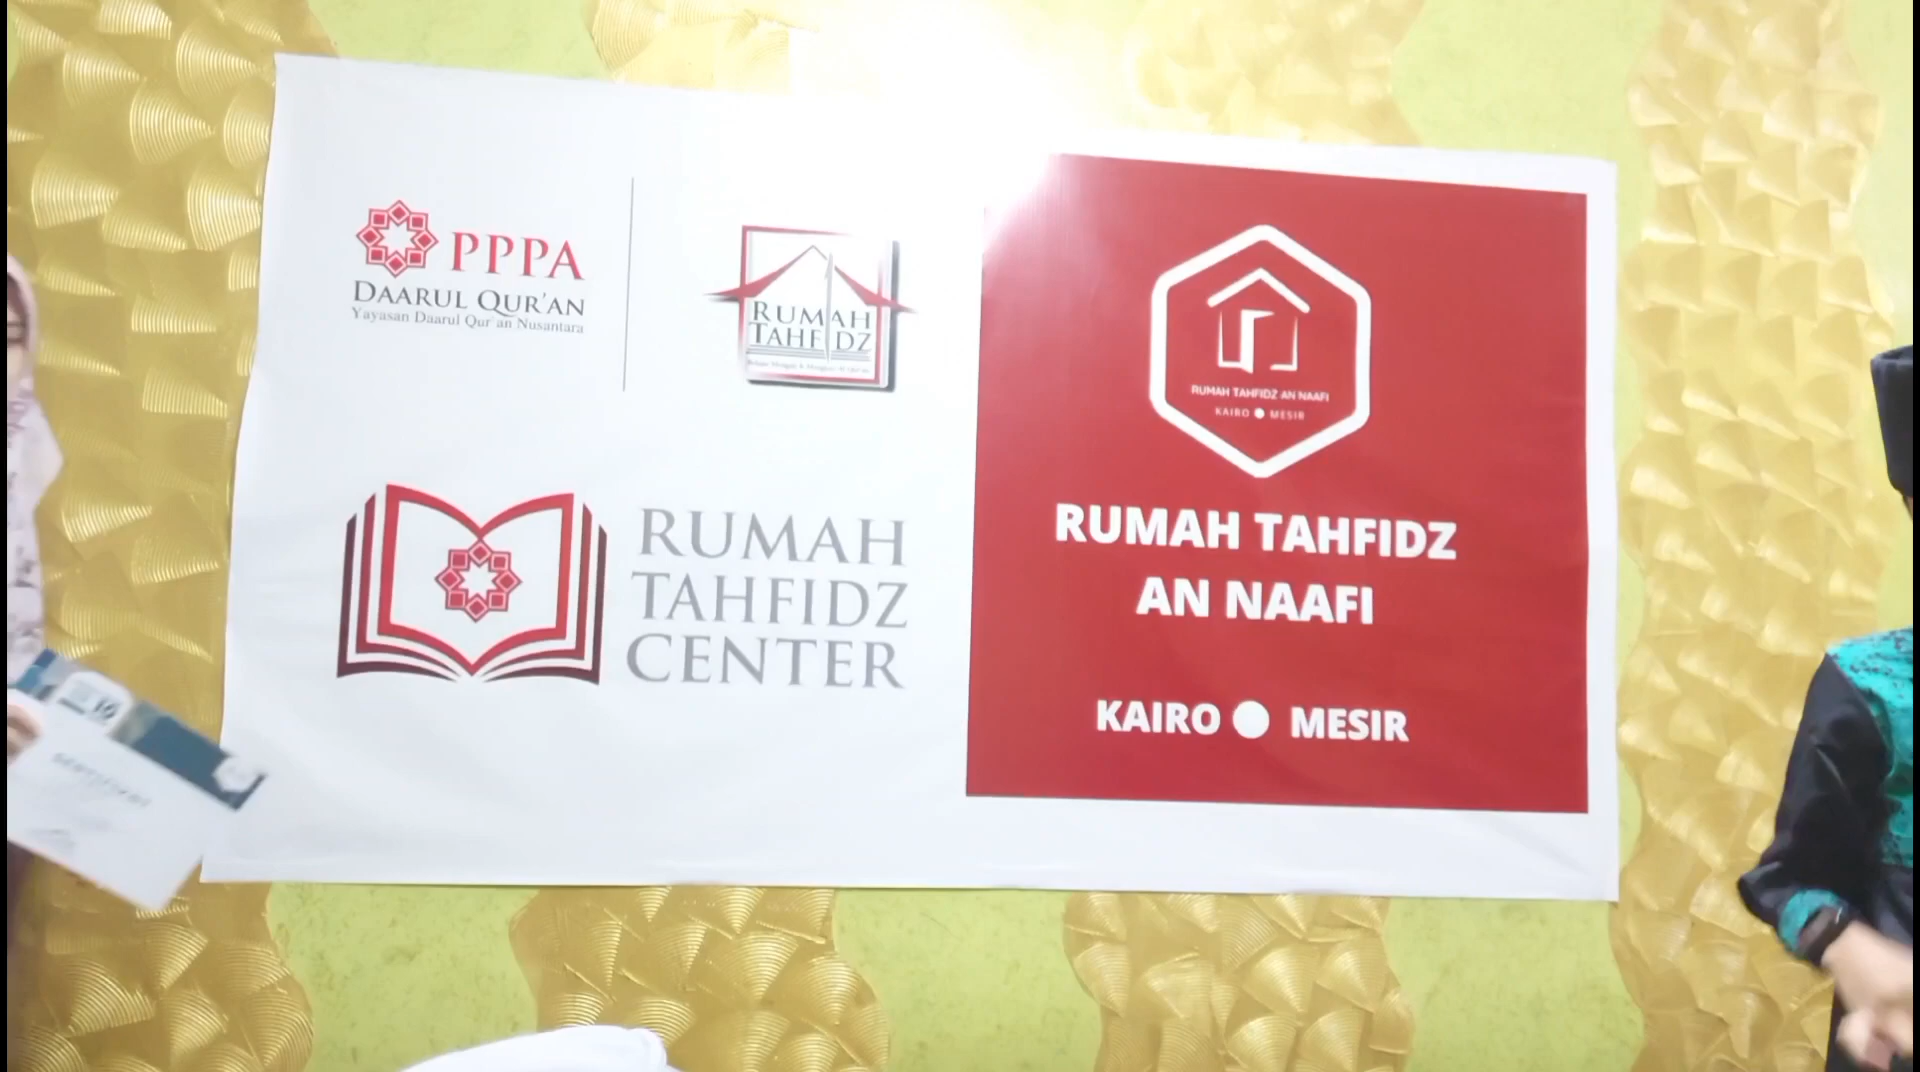 PPPA
DAARUL QUR'AN
Yayasan Daarul Qur'an Nusantara
RUMAH
TAHFIDZ
RUMAH
TAHFIDZ
CENTER
RUMAH TAHFIDZ AN NAAFI
KAIRO MESIR
RUMAH TAHFIDZ
AN NAAFI
KAIRO MESIR